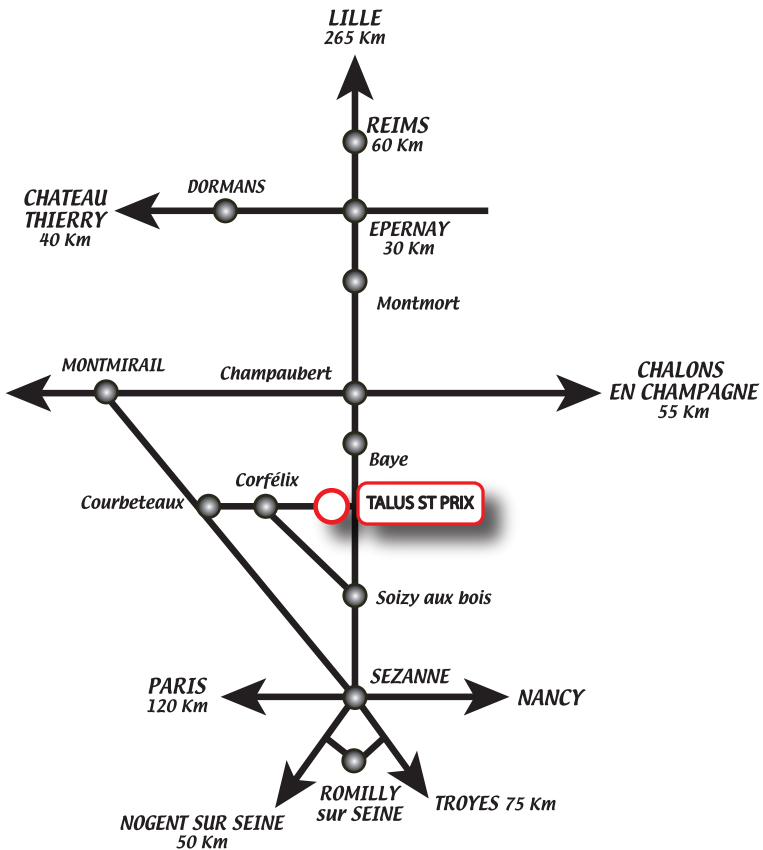 LILLE
265 Km
REIMS
60 Km
DORMANS
CHATEAU
THIERRY
40 Km
EPERNAY
30 Km
Montmort
MONTMIRAIL
Champaubert
CHALONS
EN CHAMPAGNE
55 Km
Baye
Corfélix
Courbeteaux
TALUS ST PRIX
Soizy aux bois
SEZANNE
PARIS
120 Km
NANCY
ROMILLY
sur SEINE
TROYES 75 Km
NOGENT SUR SEINE
50 Km